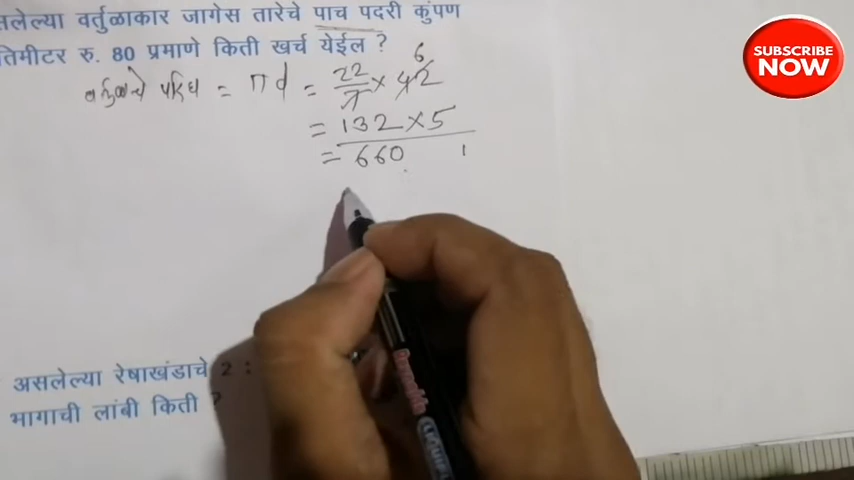 सलेल्या वर्तुळाकार जागेस तारेचे पाच पदरी कुंपण
तिमीटर रु. 80 प्रमाणे किती खर्च येईल ?
वर्तुळाचे परिघ = πd = 22/7 × 42 6
= 132 × 5
= 660
असलेल्या रेषाखंडाचे 2 :
भागाची लांबी किती ?
SUBSCRIBE
NOW